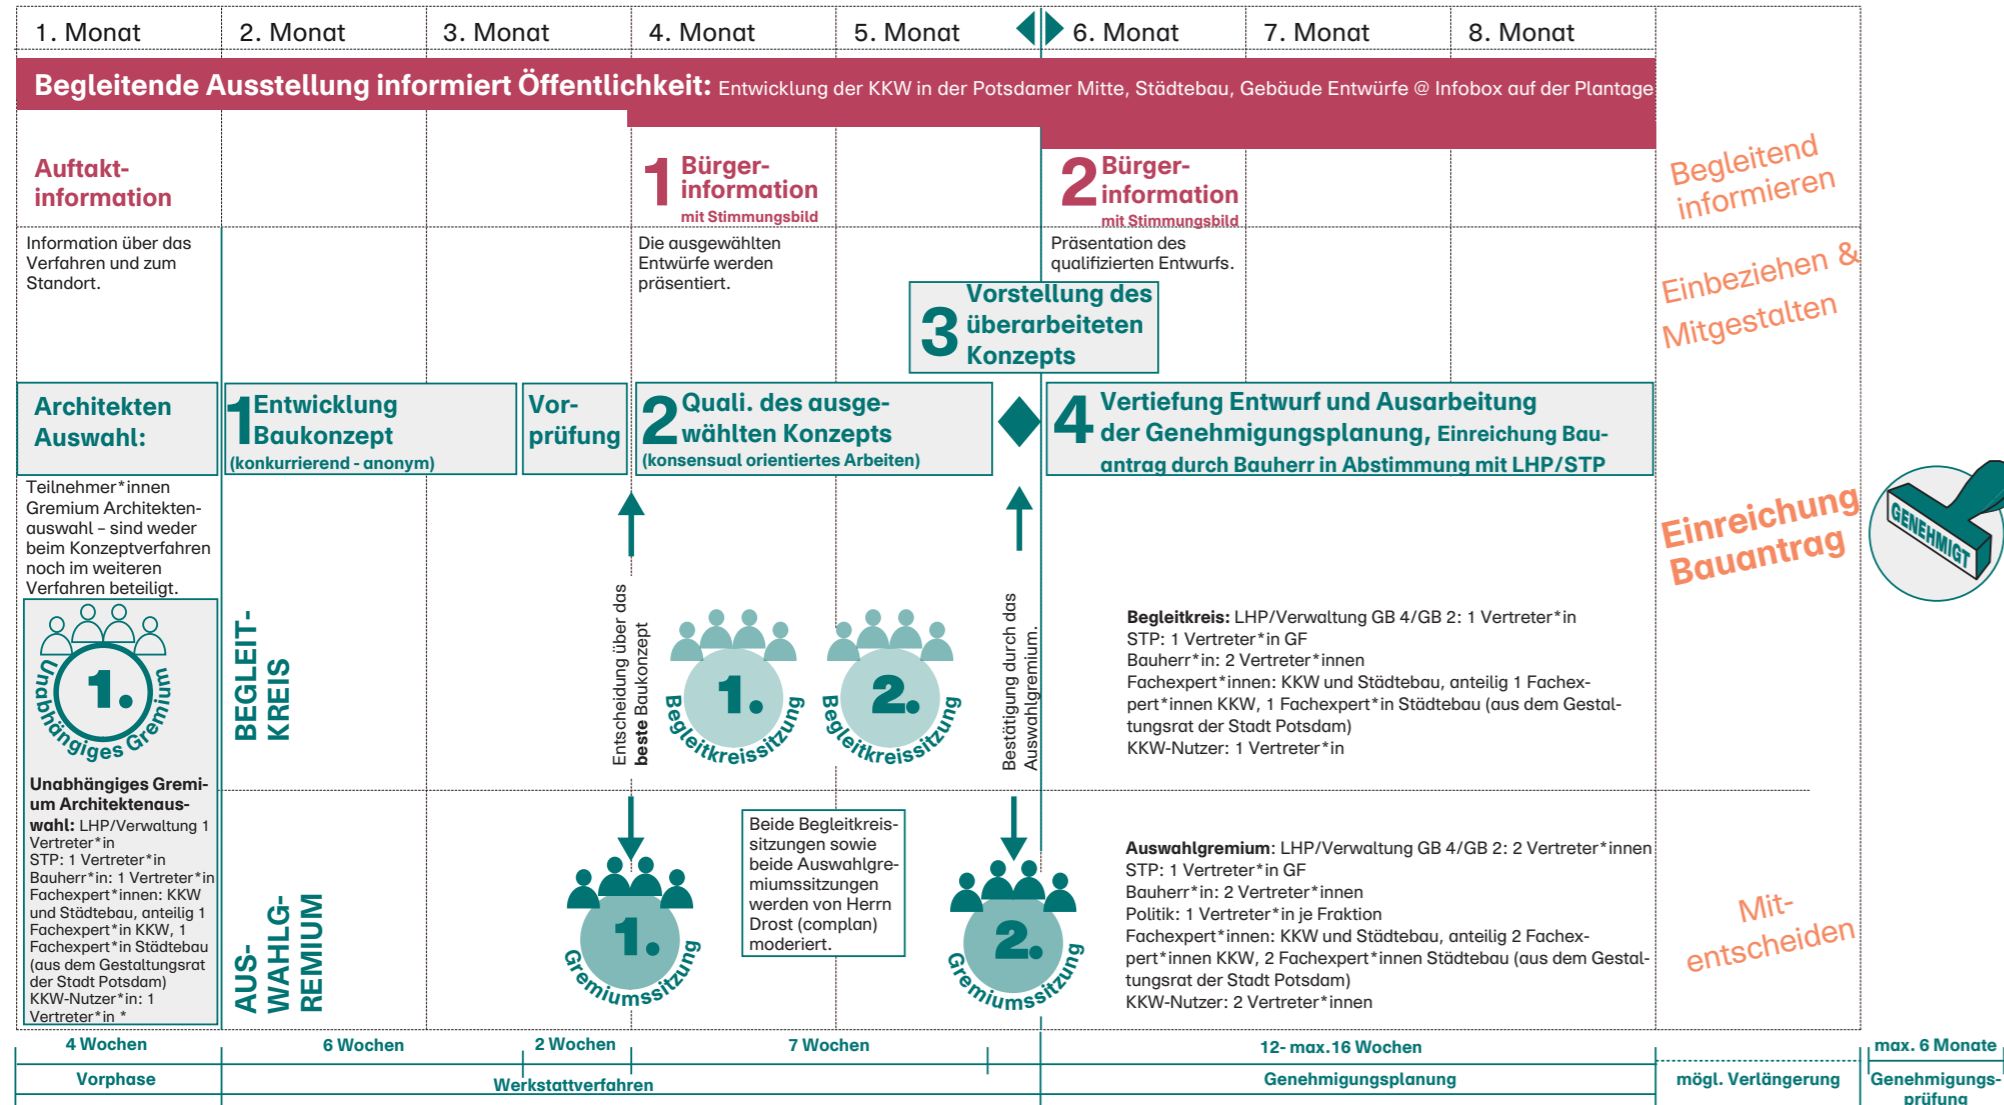 1. Monat
2. Monat
3. Monat
4. Monat
5. Monat
6. Monat
7. Monat
8. Monat
Begleitende Ausstellung informiert Öffentlichkeit: Entwicklung der KKW in der Potsdamer Mitte, Städtebau, Gebäude Entwürfe @ Infobox auf der Plantage
Auftakt-
information
1 Bürger-
information
mit Stimmungsbild
2 Bürger-
information
mit Stimmungsbild
Begleitend
informieren
Information über das
Verfahren und zum
Standort.
Die ausgewählten
Entwürfe werden
präsentiert.
Präsentation des
qualifizierten Entwurfs.
Einbeziehen &
Mitgestalten
3 Vorstellung des
überarbeiteten
Konzepts
Architekten
Auswahl:
1 Entwicklung
Baukonzept
(konkurrierend - anonym)
Vor-
prüfung
2 Quali. des ausge-
wählten Konzepts
(konsensual orientiertes Arbeiten)
4 Vertiefung Entwurf und Ausarbeitung
der Genehmigungsplanung, Einreichung Bau-
antrag durch Bauherr in Abstimmung mit LHP/STP
Teilnehmer*innen
Gremium Architekten-
auswahl – sind weder
beim Konzeptverfahren
noch im weiteren
Verfahren beteiligt.
Einreichung
Bauantrag
GENEHMIGT
1.
Unabhängiges Gremium
Unabhängiges Gremi-
um Architektenaus-
wahl: LHP/Verwaltung 1
Vertreter*in
STP: 1 Vertreter*in
Bauherr*in: 1 Vertreter*in
Fachexpert*innen: KKW
und Städtebau, anteilig 1
Fachexpert*in KKW, 1
Fachexpert*in Städtebau
(aus dem Gestaltungsrat
der Stadt Potsdam)
KKW-Nutzer*in: 1
Vertreter*in *
BEGLEIT-
KREIS
Entscheidung über das
beste Baukonzept
1.
Begleitkreissitzung
2.
Begleitkreissitzung
Bestätigung durch das
Auswahlgremium.
Begleitkreis: LHP/Verwaltung GB 4/GB 2: 1 Vertreter*in
STP: 1 Vertreter*in GF
Bauherr*in: 2 Vertreter*innen
Fachexpert*innen: KKW und Städtebau, anteilig 1 Fachex-
pert*innen KKW, 1 Fachexpert*in Städtebau (aus dem Gestal-
tungsrat der Stadt Potsdam)
KKW-Nutzer: 1 Vertreter*in
AUS-
WAHLG-
REMIUM
1.
Gremiumssitzung
Beide Begleitkreis-
sitzungen sowie
beide Auswahlgre-
miumssitzungen
werden von Herrn
Drost (complan)
moderiert.
2.
Gremiumssitzung
Auswahlgremium: LHP/Verwaltung GB 4/GB 2: 2 Vertreter*innen
STP: 1 Vertreter*in GF
Bauherr*in: 2 Vertreter*innen
Politik: 1 Vertreter*in je Fraktion
Fachexpert*innen: KKW und Städtebau, anteilig 2 Fachex-
pert*innen KKW, 2 Fachexpert*innen Städtebau (aus dem Gestal-
tungsrat der Stadt Potsdam)
KKW-Nutzer: 2 Vertreter*innen
Mit-
entscheiden
4 Wochen
6 Wochen
2 Wochen
7 Wochen
12- max.16 Wochen
max. 6 Monate
Vorphase
Werkstattverfahren
Genehmigungsplanung
mögl. Verlängerung
Genehmigungs-
prüfung